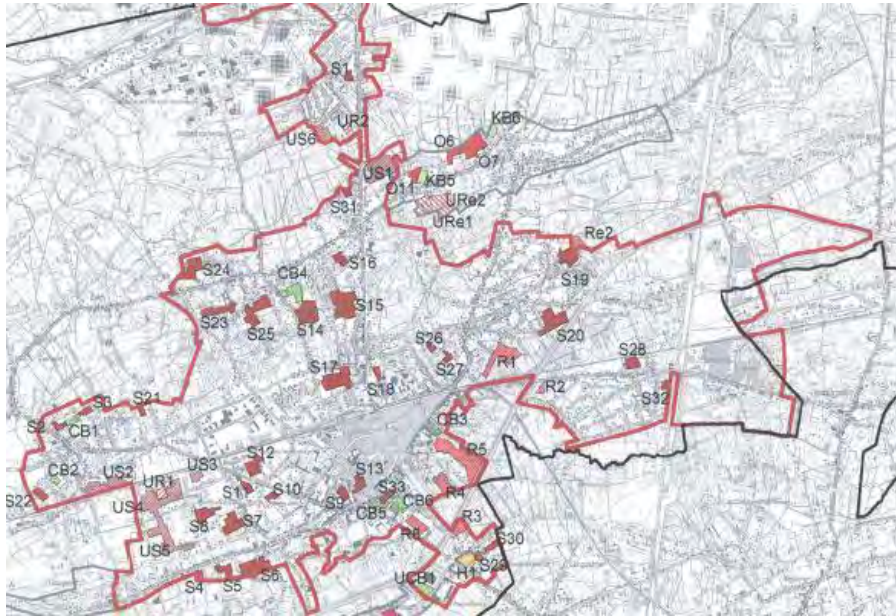 S1
KB6
US6
UR2
O6
O7
US1
O11
KB5
URe2
S31
URe1
Re2
S16
S24
CB4
S19
S15
S23
S25
S14
S20
S26
S27
R1
S28
S17
S18
R2
S32
S3
S21
S2
CB1
CB3
R5
S12
CB2
US2
US3
S13
S22
UR1
S1
S10
S9
S33
R4
US4
CB5
CB6
S8
S7
R6
R3
US5
S30
S29
H1
S4
S5
S6
UCB1